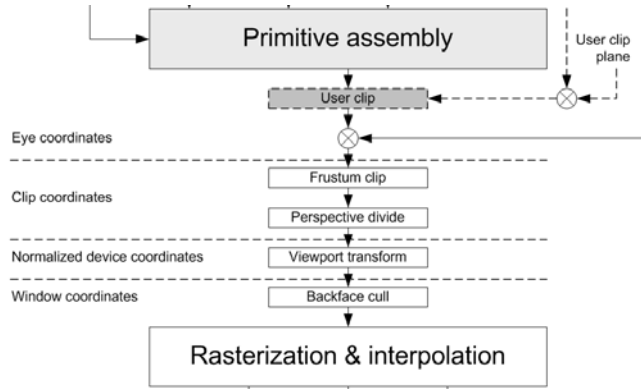 Primitive assembly
User clip
plane
User clip
Eye coordinates
Frustum clip
Clip coordinates
Perspective divide
Normalized device coordinates
Viewport transform
Window coordinates
Backface cull
Rasterization & interpolation